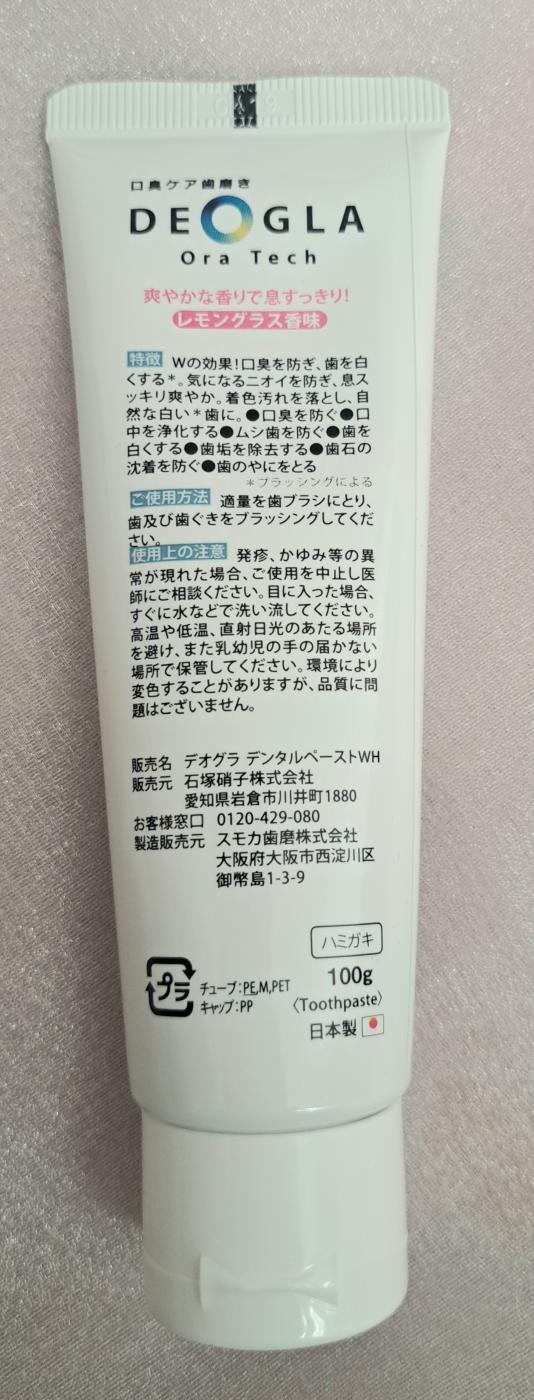 口臭ケア歯磨き
DEOGLA
Ora Tech
爽やかな香りで息すっきり!
レモングラス香味
特徴 Wの効果!口臭を防ぎ、歯を白
くする*。気になるニオイを防ぎ、息ス
ッキリ爽やか。着色汚れを落とし、自
然な白い*歯に。●口臭を防ぐ●口
中を浄化する●ムシ歯を防ぐ●歯を
白くする●歯垢を除去する●歯石の
沈着を防ぐ●歯のやにをとる
*ブラッシングによる
ご使用方法 適量を歯ブラシにとり、
歯及び歯ぐきをブラッシングしてくだ
さい。
使用上の注意 発疹、かゆみ等の異
常が現れた場合、ご使用を中止し医
師にご相談ください。目に入った場合、
すぐに水などで洗い流してください。
高温や低温、直射日光のあたる場所
を避け、また乳幼児の手の届かない
場所で保管してください。環境により
変色することがありますが、品質に問
題はございません。
販売名 デオグラ デンタルペーストWH
販売元 石塚硝子株式会社
愛知県岩倉市川井町1880
お客様窓口 0120-429-080
製造販売元 スモカ歯磨株式会社
大阪府大阪市西淀川区
御幣島1-3-9
ハミガキ
プラ
チューブ:PE,M,PET
キャップ:PP
100g
〈Toothpaste〉
日本製